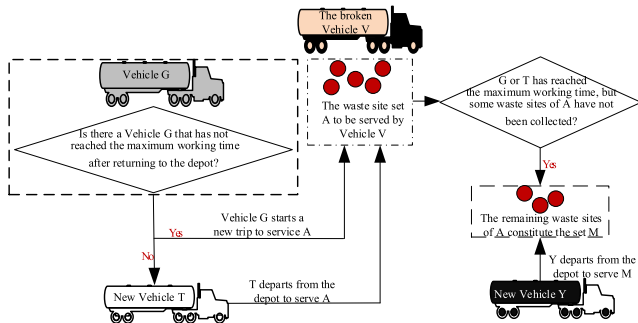 The broken
Vehicle V
Vehicle G
Is there a Vehicle G that has not
reached the maximum working time
after returning to the depot?
The waste site set
A to be served by
Vehicle V
G or T has reached
the maximum working time, but
some waste sites of A have not
been collected?
Yes
Vehicle G starts a
new trip to service A
Yes
No
The remaining waste sites
of A constitute the set M
New Vehicle T
T departs from the
depot to serve A
Y departs from the
depot to serve M
New Vehicle Y